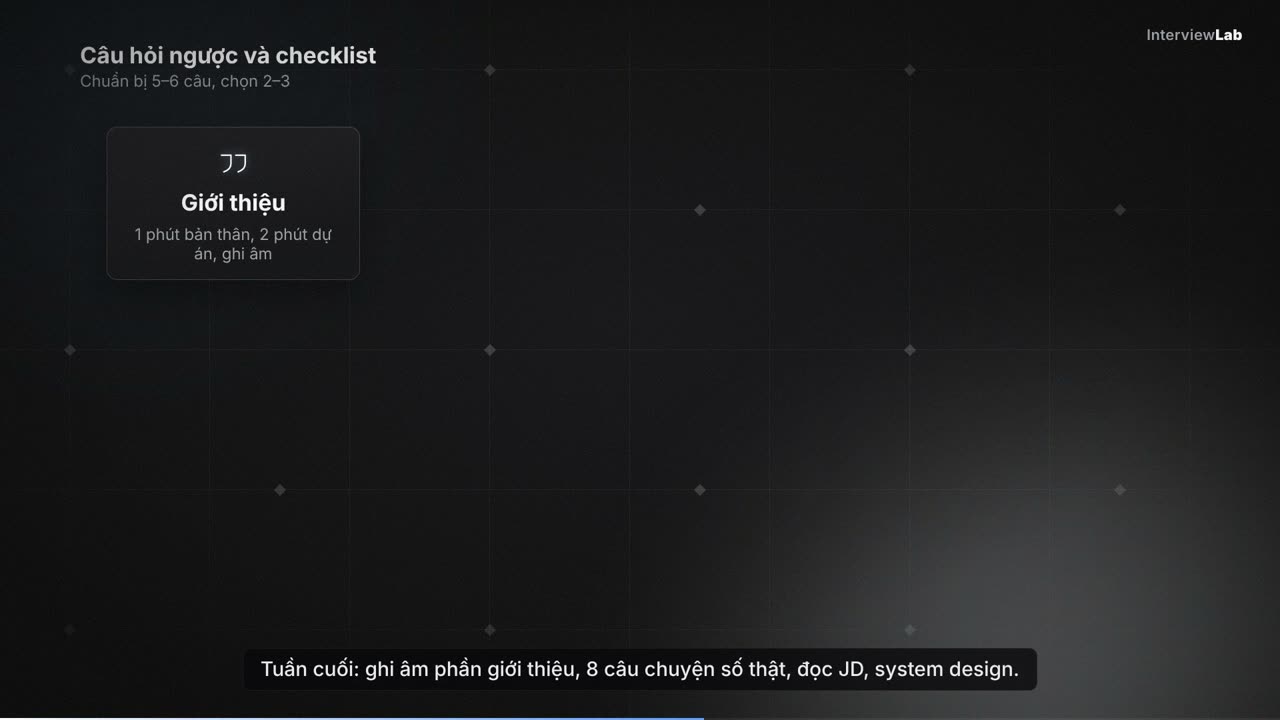 Câu hỏi ngược và checklist
Chuẩn bị 5–6 câu, chọn 2–3
InterviewLab
Giới thiệu
1 phút bản thân, 2 phút dự
án, ghi âm
Tuần cuối: ghi âm phần giới thiệu, 8 câu chuyện số thật, đọc JD, system design.